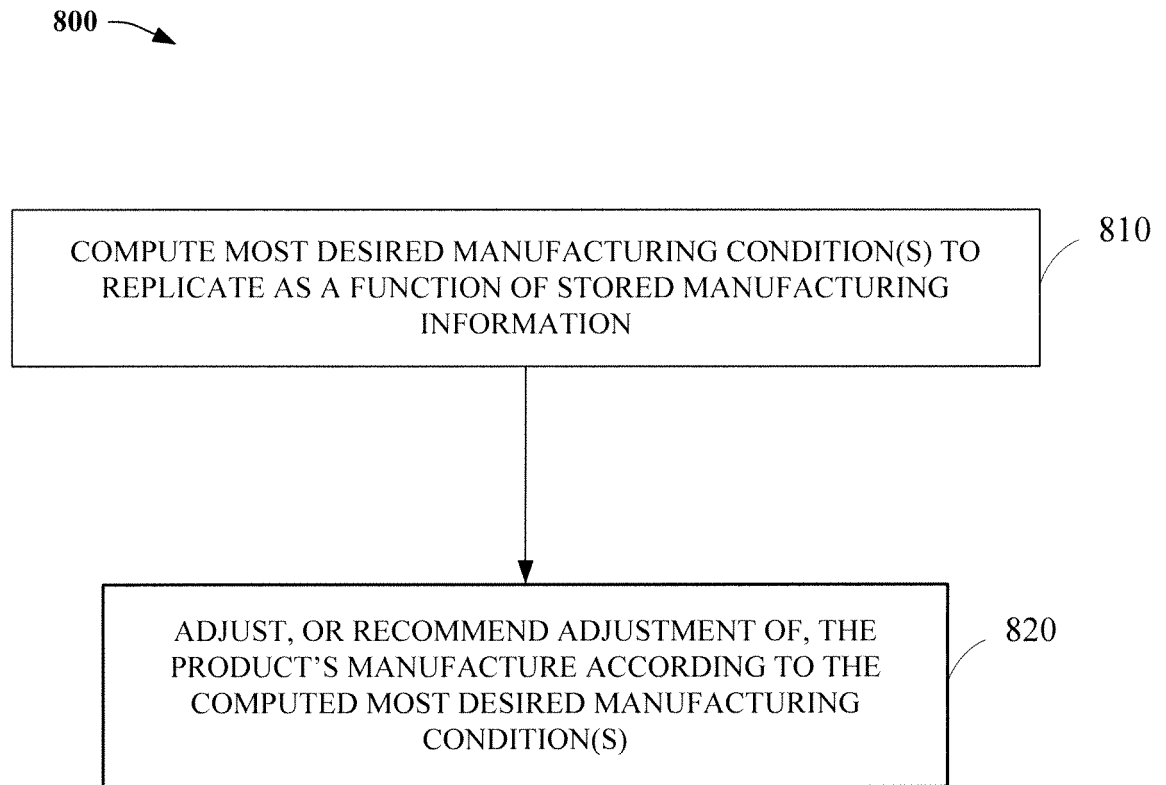 800
COMPUTE MOST DESIRED MANUFACTURING CONDITION(S) TO
REPLICATE AS A FUNCTION OF STORED MANUFACTURING
INFORMATION
810
ADJUST, OR RECOMMEND ADJUSTMENT OF, THE
PRODUCT'S MANUFACTURE ACCORDING TO THE
COMPUTED MOST DESIRED MANUFACTURING
CONDITION(S)
820